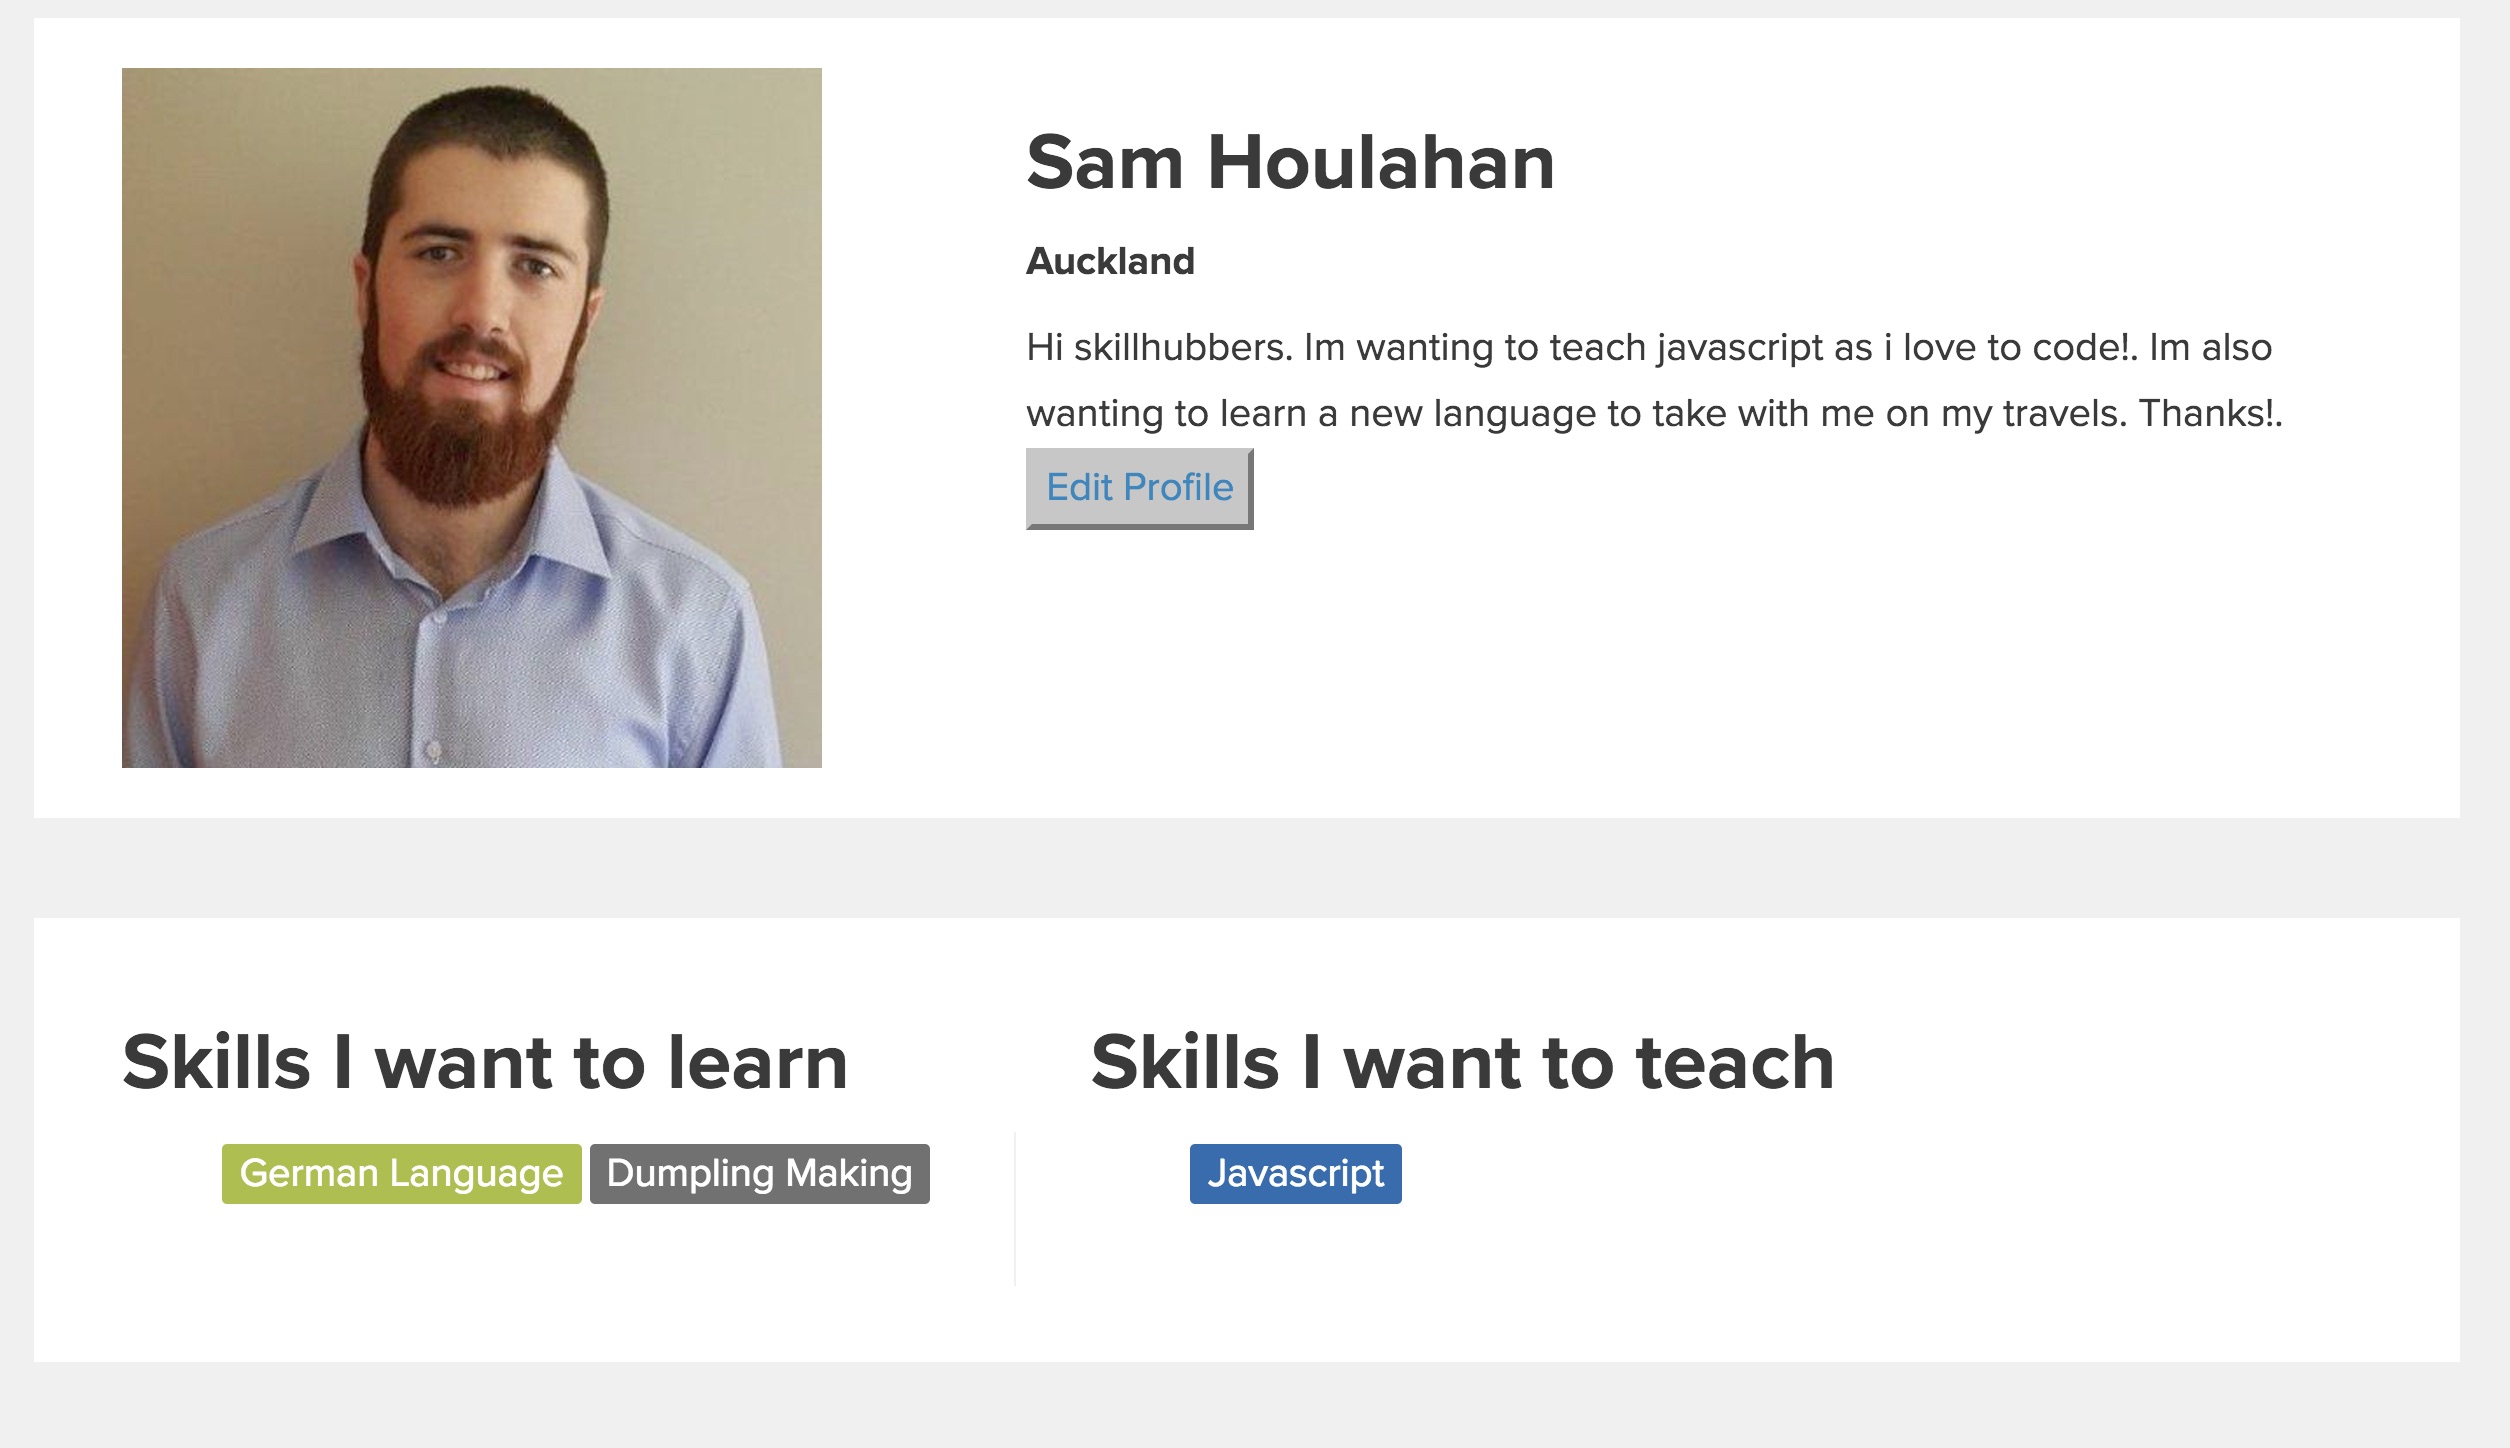 Sam Houlahan
Auckland
Hi skillhubbers. Im wanting to teach javascript as i love to code!. Im also
wanting to learn a new language to take with me on my travels. Thanks!.
Edit Profile
Skills I want to learn
German Language Dumpling Making
Skills I want to teach
Javascript